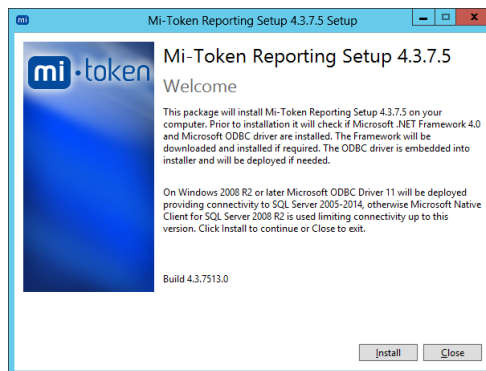 mi
Mi-Token Reporting Setup 4.3.7.5 Setup
mi·token
Mi-Token Reporting Setup 4.3.7.5
Welcome
This package will install Mi-Token Reporting Setup 4.3.7.5 on your
computer. Prior to installation it will check if Microsoft .NET Framework 4.0
and Microsoft ODBC driver are installed. The Framework will be
downloaded and installed if required. The ODBC driver is embedded into
installer and will be deployed if needed.
On Windows 2008 R2 or later Microsoft ODBC Driver 11 will be deployed
providing connectivity to SQL Server 2005-2014, otherwise Microsoft Native
Client for SQL Server 2008 R2 is used limiting connectivity up to this
version. Click Install to continue or Close to exit.
Build 4.3.7513.0
Install
Close